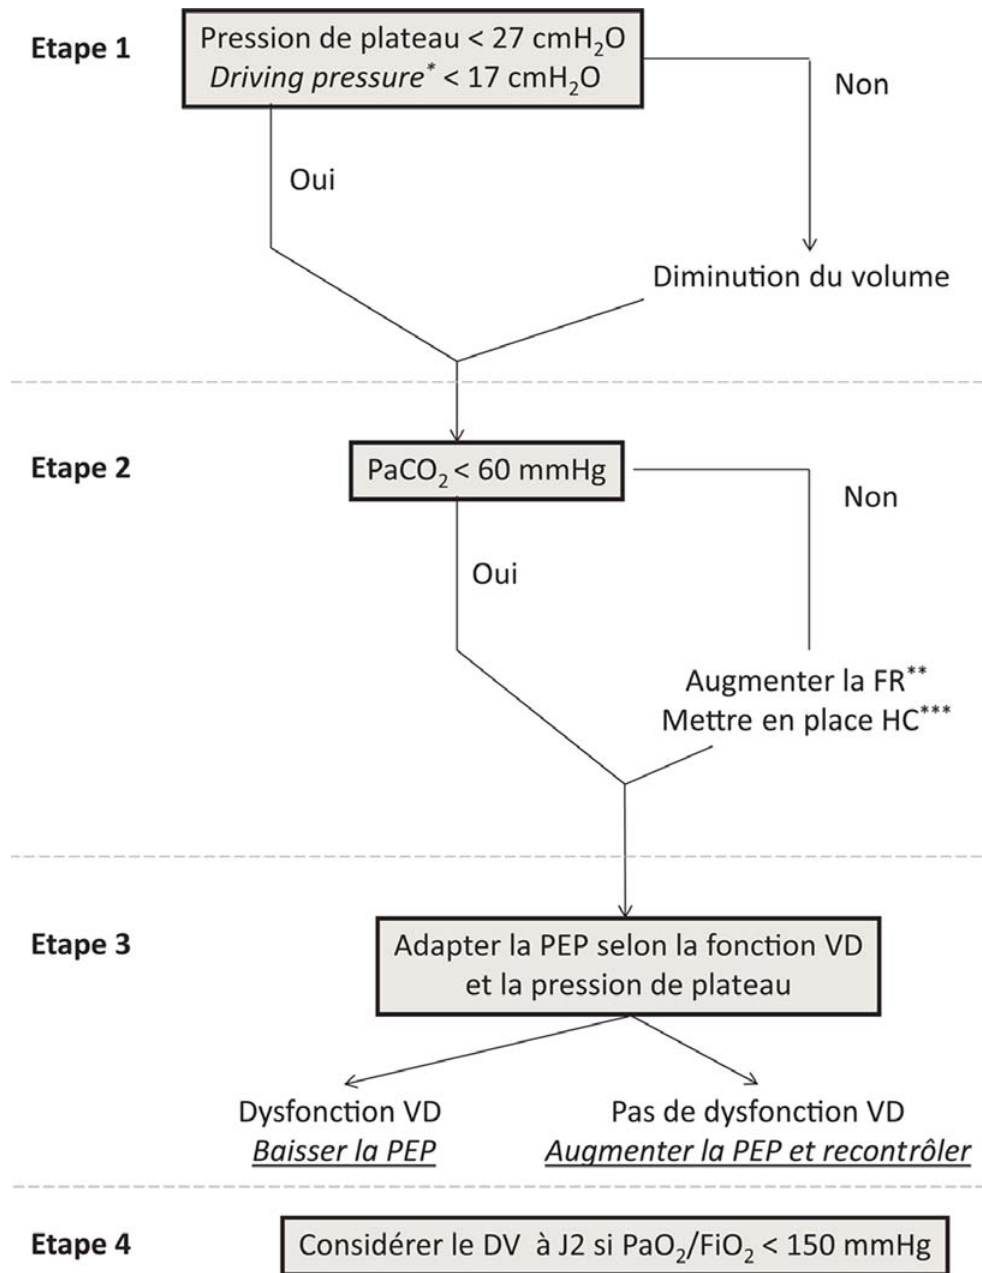 Etape 1
Pression de plateau < 27 cmH₂O
Driving pressure* < 17 cmH₂O
Non
Oui
Diminution du volume
Etape 2
PaCO₂ < 60 mmHg
Non
Oui
Augmenter la FR**
Mettre en place HC***
Etape 3
Adapter la PEP selon la fonction VD
et la pression de plateau
Dysfonction VD
Baisser la PEP
Pas de dysfonction VD
Augmenter la PEP et recontrôler
Etape 4
Considérer le DV à J2 si PaO₂/FiO₂ < 150 mmHg